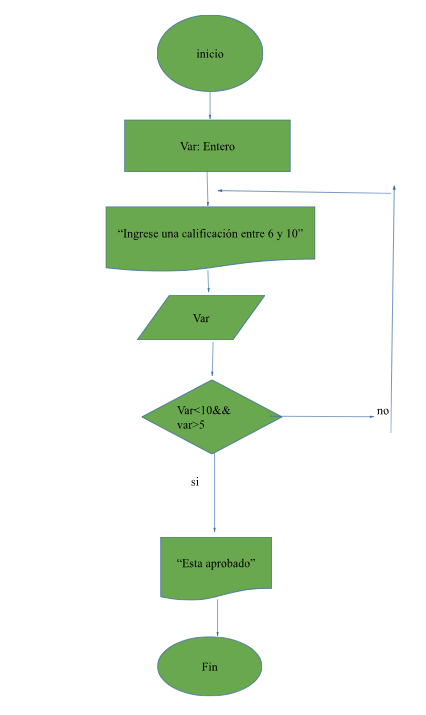 inicio
Var: Entero
“Ingrese una calificación entre 6 y 10”
Var
Var<10&&
var>5
no
si
“Esta aprobado”
Fin